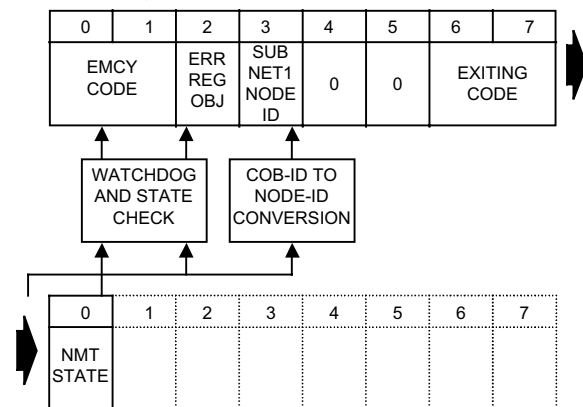 0 1 2 3 4 5 6 7
EMCY
CODE
ERR
REG
OBJ
SUB
NET1
NODE
ID
0
0
EXITING
CODE
WATCHDOG
AND STATE
CHECK
COB-ID TO
NODE-ID
CONVERSION
0 1 2 3 4 5 6 7
NMT
STATE